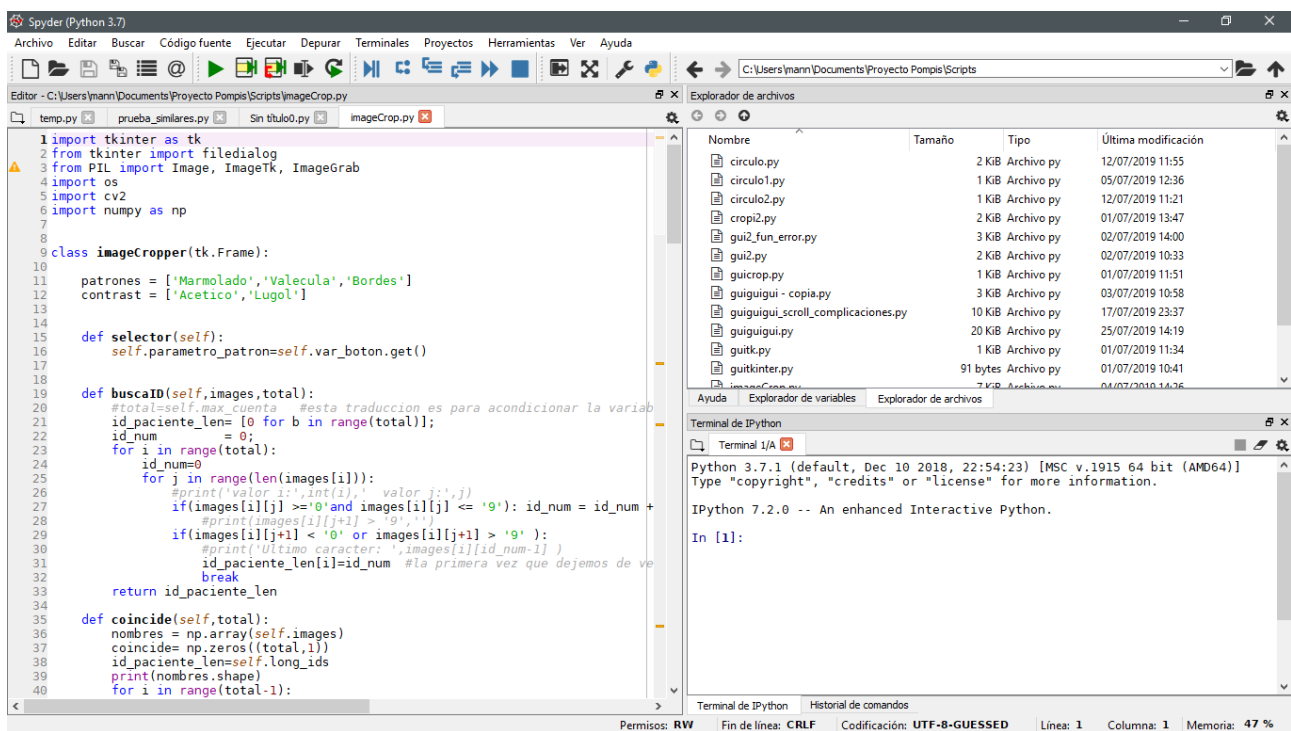 Spyder (Python 3.7)
Archivo Editar Buscar Código fuente Ejecutar Depurar Terminales Proyectos Herramientas Ver Ayuda
C:\Users\mann\Documents\Proyecto Pompis\Scripts
Editor - C:\Users\mann\Documents\Proyecto Pompis\Scripts\imageCrop.py
temp.py prueba_similares.py Sin título0.py imageCrop.py
1 import tkinter as tk
2 from tkinter import filedialog
3 from PIL import Image, ImageTk, ImageGrab
4 import os
5 import cv2
6 import numpy as np
7
8
9 class imageCropper(tk.Frame):
10
11     patrones = ['Marmolado','Valecula','Bordes']
12     contrast = ['Acetico','Lugol']
13
14
15     def selector(self):
16         self.parametro_patron=self.var_boton.get()
17
18
19     def buscaID(self,images,total):
20         #total=self.max_cuenta   #esta traduccion es para acondicionar la variab
21         id_paciente_len= [0 for b in range(total)];
22         id_num        = 0;
23         for i in range(total):
24             id_num=0
25             for j in range(len(images[i])):
26                 #print('valor i:',int(i),'  valor j:',j)
27                 if(images[i][j] >='0'and images[i][j] <= '9'): id_num = id_num +
28                     #print(images[i][j+1] > '9','')
29                 if(images[i][j+1] < '0' or images[i][j+1] > '9' ):
30                     #print('Ultimo caracter: ',images[i][id_num-1] )
31                     id_paciente_len[i]=id_num  #la primera vez que dejemos de ve
32                     break
33         return id_paciente_len
34
35     def coincide(self,total):
36         nombres = np.array(self.images)
37         coincide= np.zeros((total,1))
38         id_paciente_len=self.long_ids
39         print(nombres.shape)
40         for i in range(total-1):
Explorador de archivos
Nombre Tamaño Tipo Última modificación
circulo.py 2 KiB Archivo py 12/07/2019 11:55
circulo1.py 1 KiB Archivo py 05/07/2019 12:36
circulo2.py 1 KiB Archivo py 12/07/2019 11:21
cropi2.py 2 KiB Archivo py 01/07/2019 13:47
gui2_fun_error.py 3 KiB Archivo py 02/07/2019 14:00
gui2.py 2 KiB Archivo py 02/07/2019 10:33
guicrop.py 1 KiB Archivo py 01/07/2019 11:51
guiguigui - copia.py 3 KiB Archivo py 03/07/2019 10:58
guiguigui_scroll_complicaciones.py 10 KiB Archivo py 17/07/2019 23:37
guiguigui.py 20 KiB Archivo py 25/07/2019 14:19
guitk.py 1 KiB Archivo py 01/07/2019 11:34
guitkinter.py 91 bytes Archivo py 01/07/2019 10:41
imageCrop.py 7 KiB Archivo py 04/07/2019 14:26
Ayuda Explorador de variables Explorador de archivos
Terminal de IPython
Terminal 1/A
Python 3.7.1 (default, Dec 10 2018, 22:54:23) [MSC v.1915 64 bit (AMD64)]
Type "copyright", "credits" or "license" for more information.
IPython 7.2.0 -- An enhanced Interactive Python.
In [1]:
Terminal de IPython Historial de comandos
Permisos: RW Fin de línea: CRLF Codificación: UTF-8-GUESSED Línea: 1 Columna: 1 Memoria: 47 %